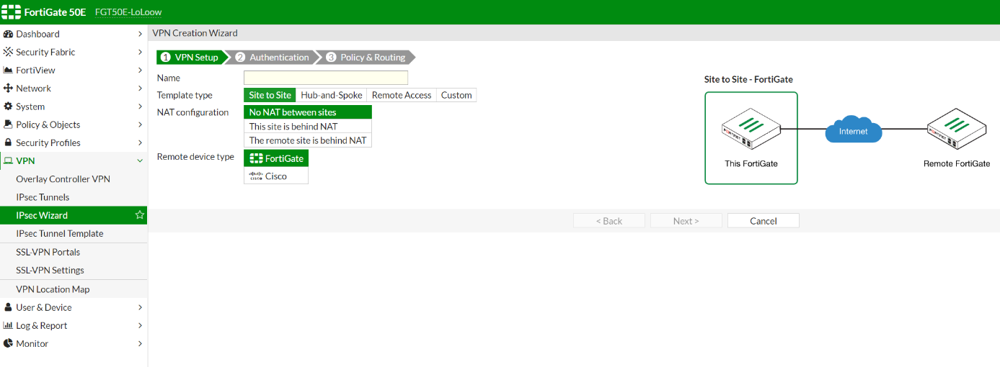 FortiGate 50E FGT50E-LoLoow
Dashboard
Security Fabric
FortiView
Network
System
Policy & Objects
Security Profiles
VPN
Overlay Controller VPN
IPsec Tunnels
IPsec Wizard
IPsec Tunnel Template
SSL-VPN Portals
SSL-VPN Settings
VPN Location Map
User & Device
Log & Report
Monitor
VPN Creation Wizard
1 VPN Setup 2 Authentication 3 Policy & Routing
Name
Template type Site to Site Hub-and-Spoke Remote Access Custom
NAT configuration No NAT between sites
This site is behind NAT
The remote site is behind NAT
Remote device type FortiGate
CISCO Cisco
Site to Site - FortiGate
FORTINET FORTINET
Internet
This FortiGate Remote FortiGate
< Back Next > Cancel